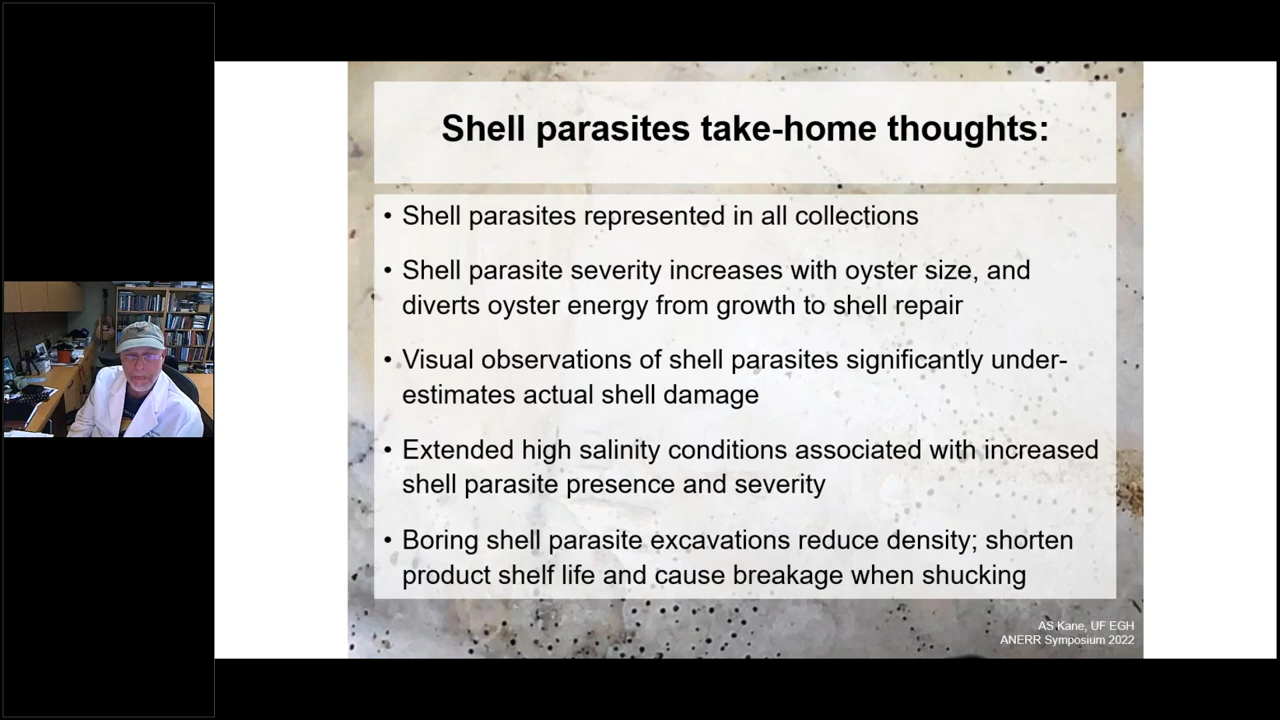 Shell parasites take-home thoughts:
• Shell parasites represented in all collections
• Shell parasite severity increases with oyster size, and
diverts oyster energy from growth to shell repair
• Visual observations of shell parasites significantly under-
estimates actual shell damage
• Extended high salinity conditions associated with increased
shell parasite presence and severity
• Boring shell parasite excavations reduce density; shorten
product shelf life and cause breakage when shucking
AS Kane, UF EGH
ANERR Symposium 2022